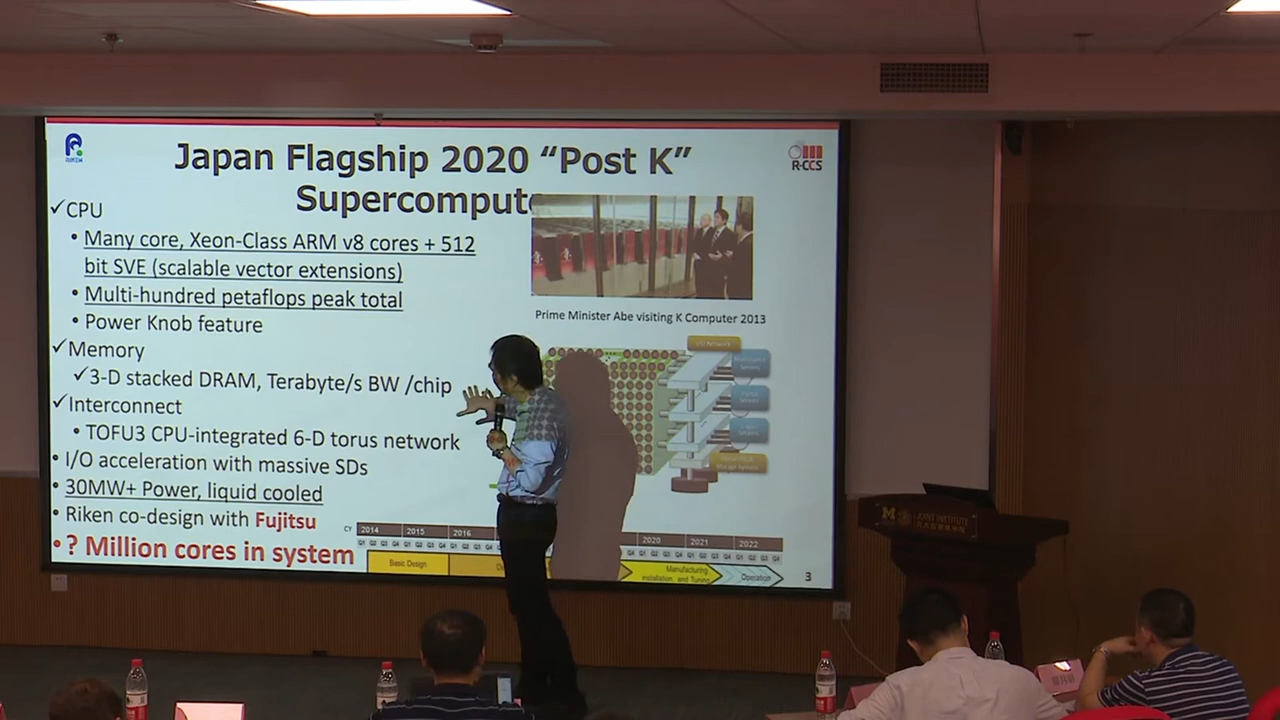 RIKEN
Japan Flagship 2020 “Post K”
Supercompute
R-CCS
✓CPU
• Many core, Xeon-Class ARM v8 cores + 512
bit SVE (scalable vector extensions)
• Multi-hundred petaflops peak total
• Power Knob feature
✓Memory
✓3-D stacked DRAM, Terabyte/s BW /chip
✓Interconnect
• TOFU3 CPU-integrated 6-D torus network
• I/O acceleration with massive SDs
• 30MW+ Power, liquid cooled
• Riken co-design with Fujitsu
• ? Million cores in system
Prime Minister Abe visiting K Computer 2013
I/O Network
CY 2014 2015 2016 2020 2021 2022
Basic Design
Manufacturing
installation and Tuning
Operation
3
M JOINT INSTITUTE